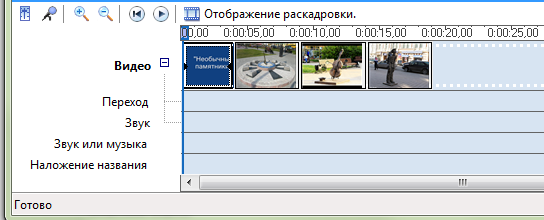 Отображение раскадровки.
00,00 0:00:05,00 0:00:10,00 0:00:15,00 0:00:20,00 0:00:25,00
Видео
"Необычны
памятник
Переход
Звук
Звук или музыка
Наложение названия
Готово